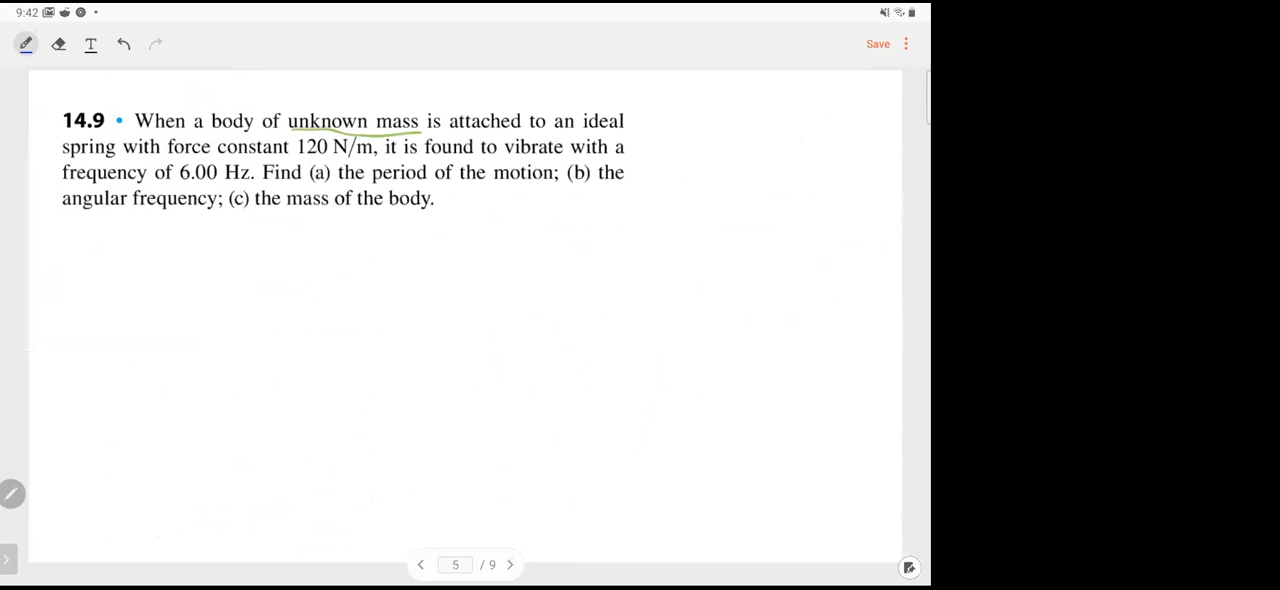 9:42
T
Save
14.9 • When a body of unknown mass is attached to an ideal
spring with force constant 120 N/m, it is found to vibrate with a
frequency of 6.00 Hz. Find (a) the period of the motion; (b) the
angular frequency; (c) the mass of the body.
< 5 / 9 >